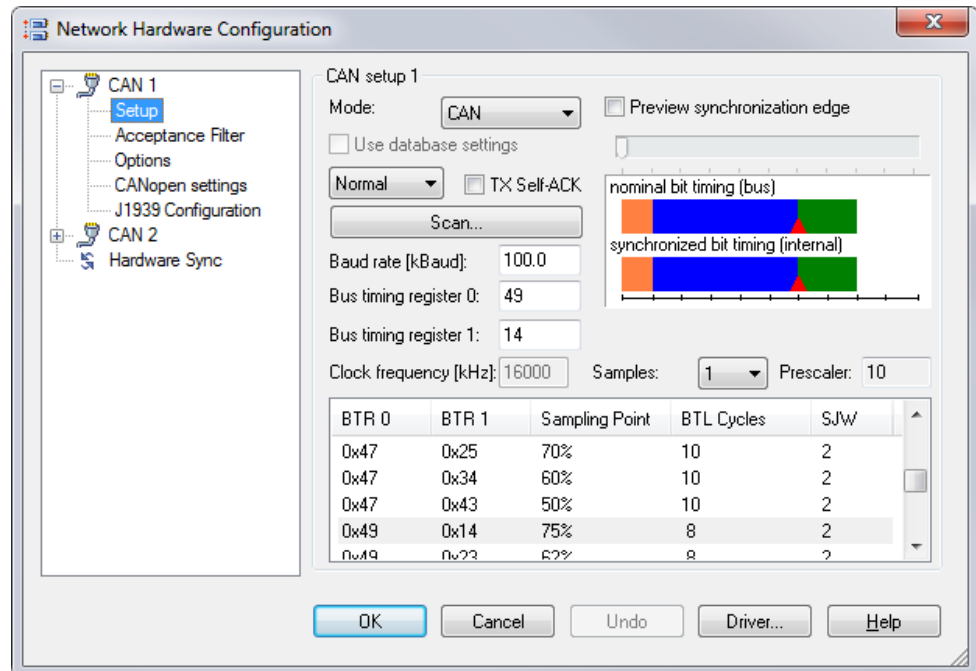 Network Hardware Configuration
CAN 1
Setup
Acceptance Filter
Options
CANopen settings
J1939 Configuration
CAN 2
Hardware Sync
CAN setup 1
Mode: CAN
Preview synchronization edge
Use database settings
Normal TX Self-ACK
nominal bit timing (bus)
Scan...
synchronized bit timing (internal)
Baud rate [kBaud]: 100.0
Bus timing register 0: 49
Bus timing register 1: 14
Clock frequency [kHz]: 16000 Samples: 1 Prescaler: 10
BTR 0 BTR 1 Sampling Point BTL Cycles SJW
0x47 0x25 70% 10 2
0x47 0x34 60% 10 2
0x47 0x43 50% 10 2
0x49 0x14 75% 8 2
0x49 0x23 62% 8 2
OK Cancel Undo Driver... Help